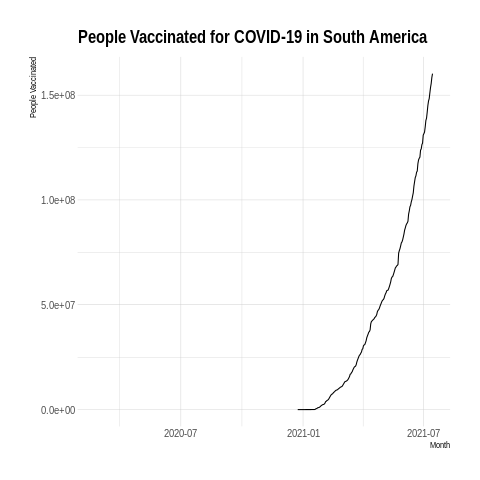 People Vaccinated for COVID-19 in South America
People Vaccinated
1.5e+08
1.0e+08
5.0e+07
0.0e+00
2020-07
2021-01
2021-07
Month